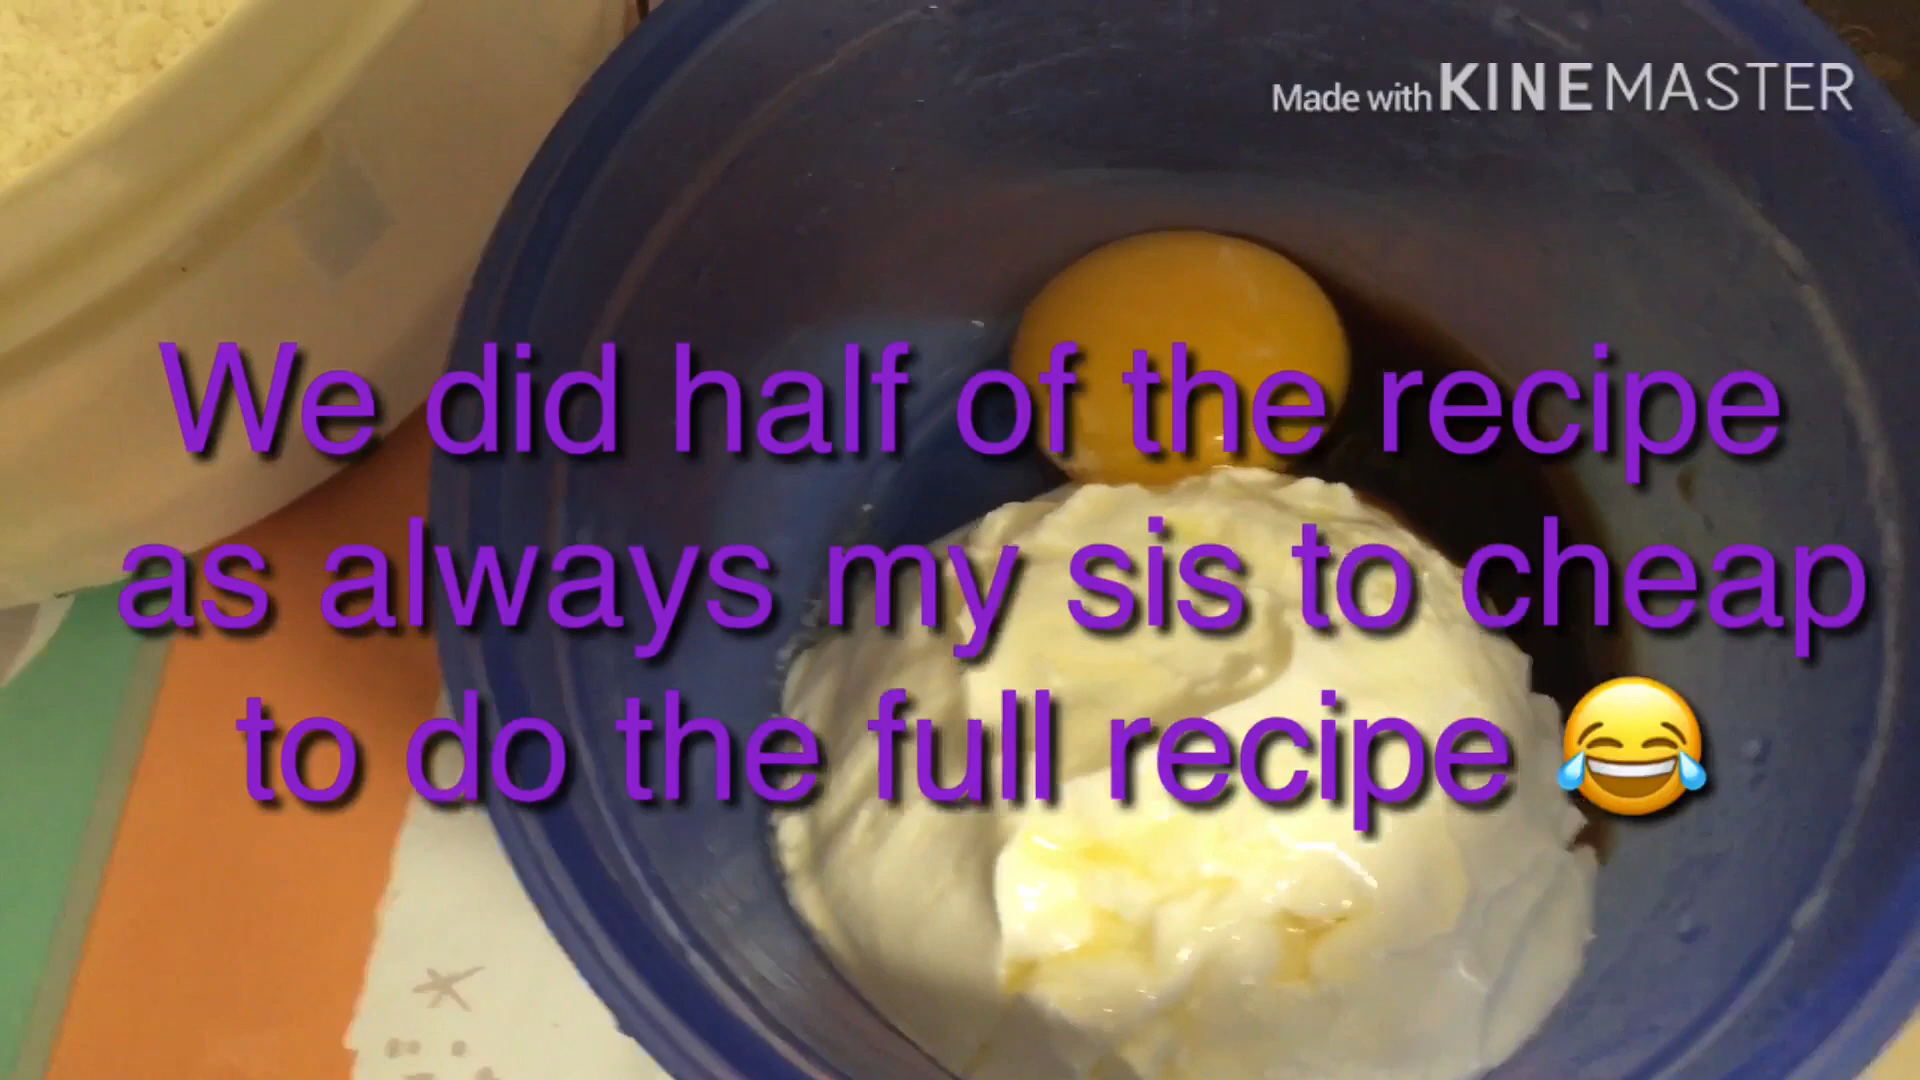 Made with KINEMASTER
We did half of the recipe
as always my sis to cheap
to do the full recipe 😂